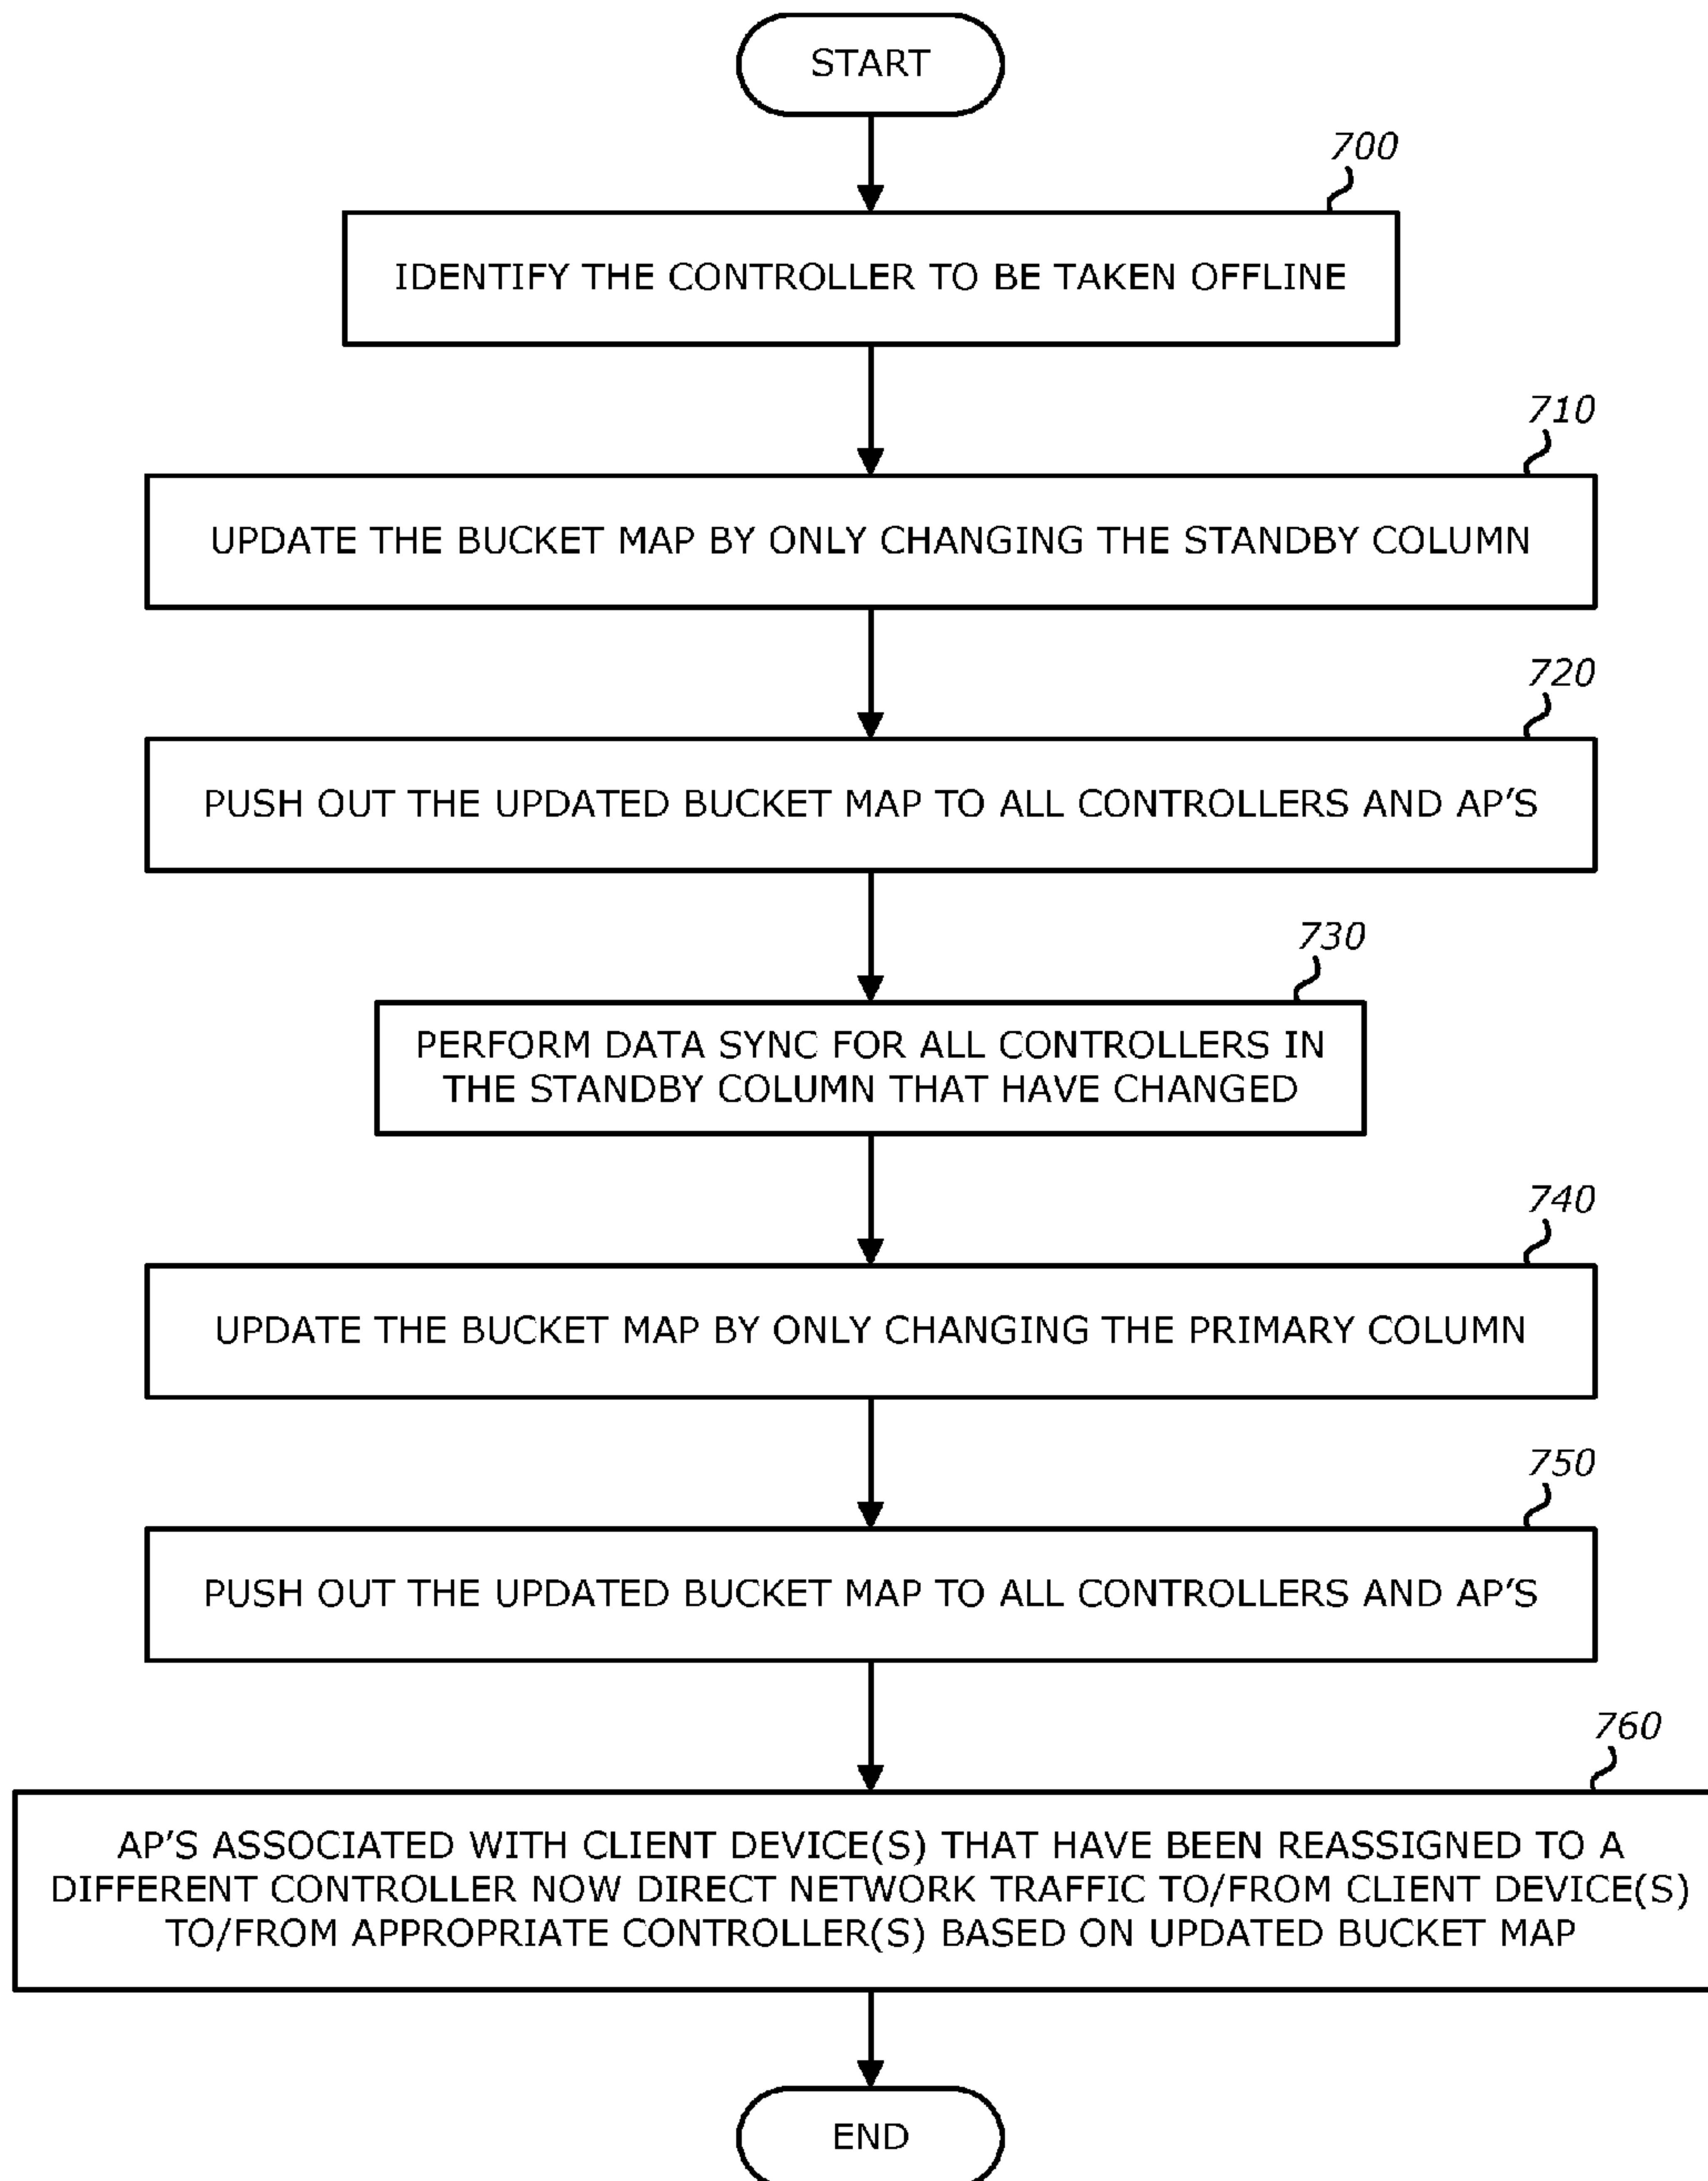 START
700
IDENTIFY THE CONTROLLER TO BE TAKEN OFFLINE
710
UPDATE THE BUCKET MAP BY ONLY CHANGING THE STANDBY COLUMN
720
PUSH OUT THE UPDATED BUCKET MAP TO ALL CONTROLLERS AND AP'S
730
PERFORM DATA SYNC FOR ALL CONTROLLERS IN
THE STANDBY COLUMN THAT HAVE CHANGED
740
UPDATE THE BUCKET MAP BY ONLY CHANGING THE PRIMARY COLUMN
750
PUSH OUT THE UPDATED BUCKET MAP TO ALL CONTROLLERS AND AP'S
760
AP'S ASSOCIATED WITH CLIENT DEVICE(S) THAT HAVE BEEN REASSIGNED TO A
DIFFERENT CONTROLLER NOW DIRECT NETWORK TRAFFIC TO/FROM CLIENT DEVICE(S)
TO/FROM APPROPRIATE CONTROLLER(S) BASED ON UPDATED BUCKET MAP
END